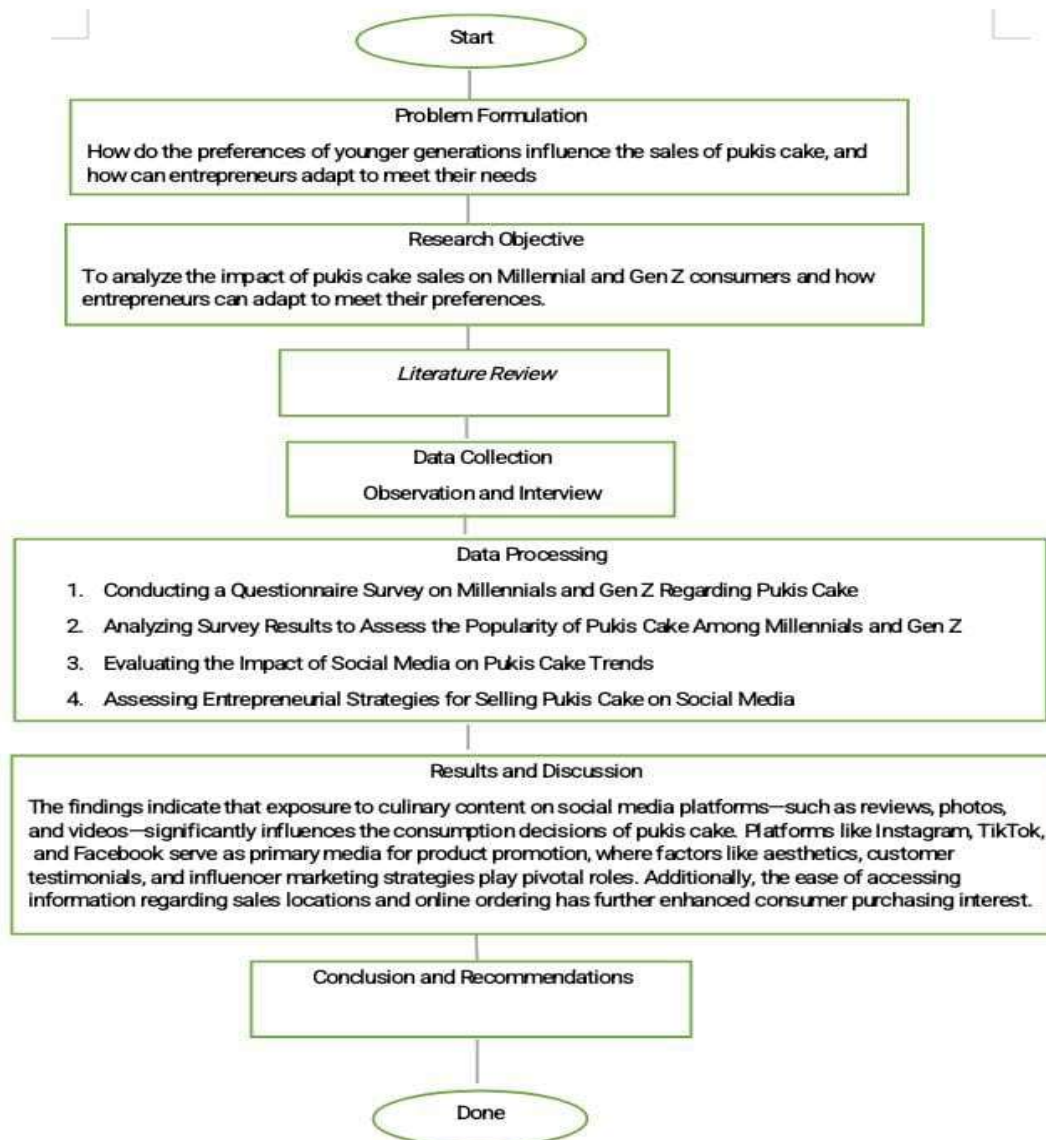 Start
Problem Formulation
How do the preferences of younger generations influence the sales of pukis cake, and
how can entrepreneurs adapt to meet their needs
Research Objective
To analyze the impact of pukis cake sales on Millennial and Gen Z consumers and how
entrepreneurs can adapt to meet their preferences.
Literature Review
Data Collection
Observation and Interview
Data Processing
1. Conducting a Questionnaire Survey on Millennials and Gen Z Regarding Pukis Cake
2. Analyzing Survey Results to Assess the Popularity of Pukis Cake Among Millennials and Gen Z
3. Evaluating the Impact of Social Media on Pukis Cake Trends
4. Assessing Entrepreneurial Strategies for Selling Pukis Cake on Social Media
Results and Discussion
The findings indicate that exposure to culinary content on social media platforms—such as reviews, photos,
and videos—significantly influences the consumption decisions of pukis cake. Platforms like Instagram, TikTok,
and Facebook serve as primary media for product promotion, where factors like aesthetics, customer
testimonials, and influencer marketing strategies play pivotal roles. Additionally, the ease of accessing
information regarding sales locations and online ordering has further enhanced consumer purchasing interest.
Conclusion and Recommendations
Done